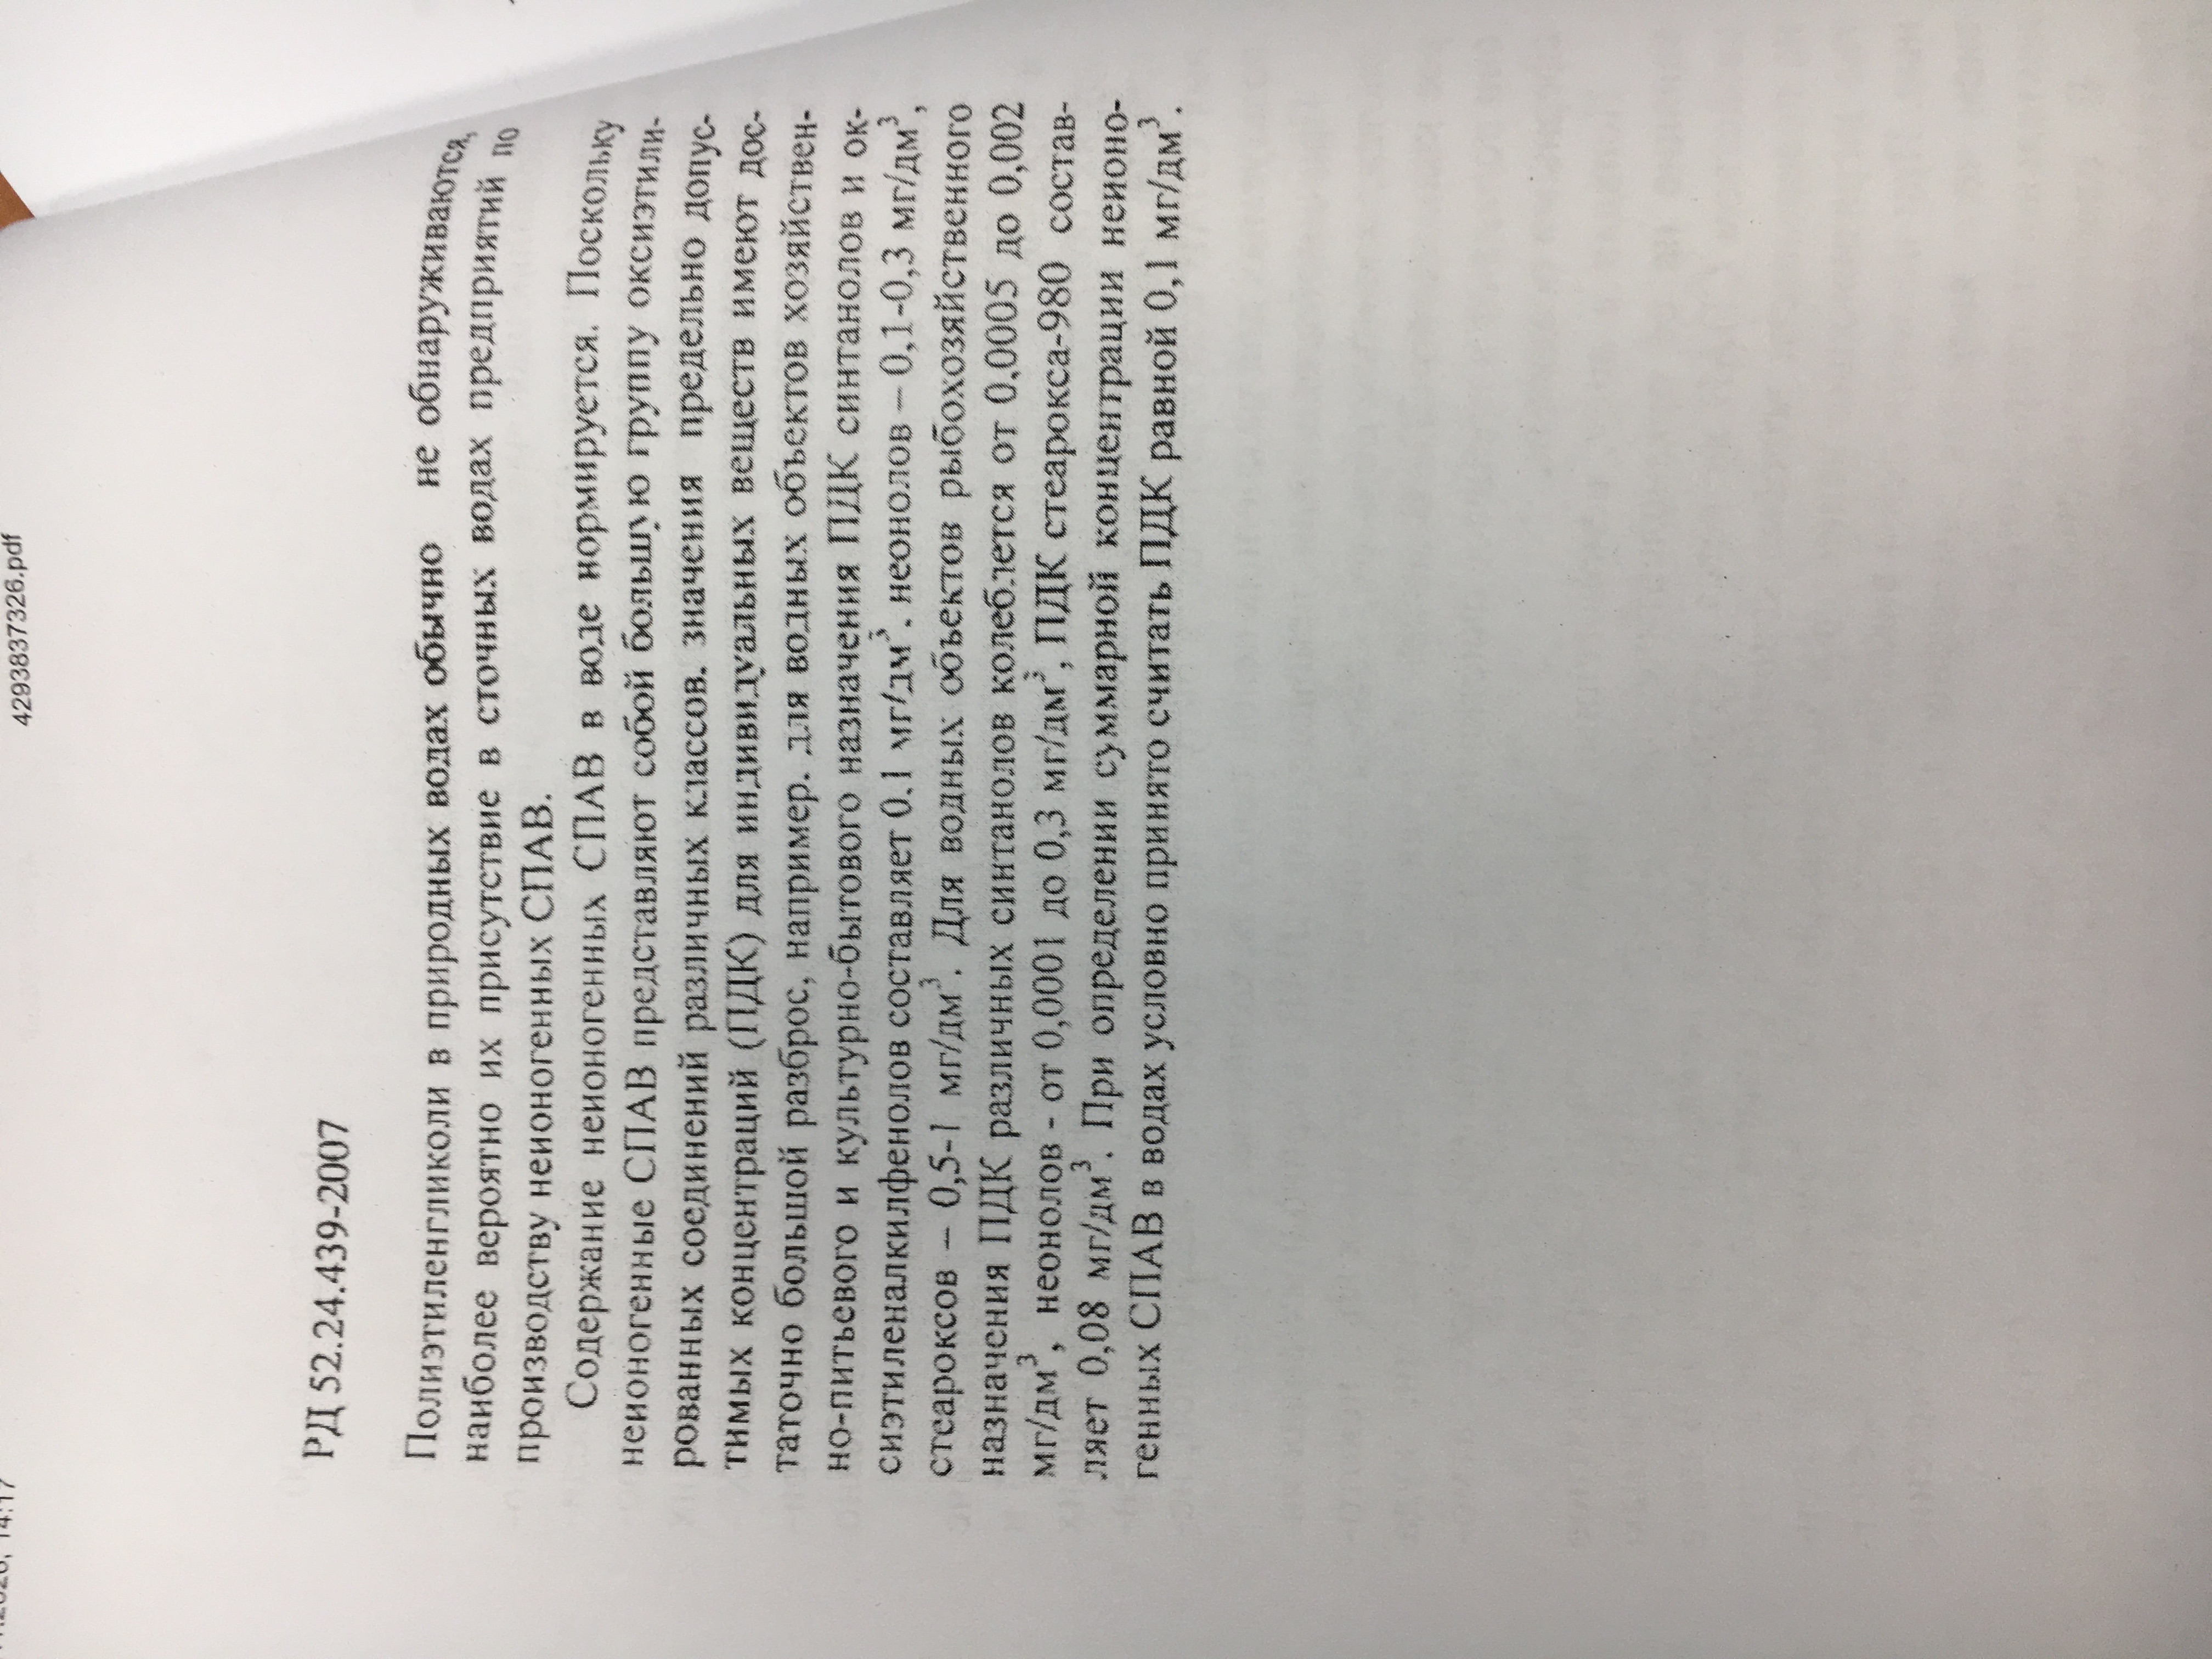 14:17
4293837326.pdf
РД 52.24.439-2007
Полиэтиленгликоли в природных водах обычно не обнаруживаются,
наиболее вероятно их присутствие в сточных водах предприятий по
производству неионогенных СПАВ.
Содержание неионогенных СПАВ в воде нормируется. Поскольку
неионогенные СПАВ представляют собой большую группу оксиэтили-
рованных соединений различных классов, значения предельно допус-
тимых концентраций (ПДК) для индивидуальных веществ имеют дос-
таточно большой разброс, например, для водных объектов хозяйствен-
но-питьевого и культурно-бытового назначения ПДК синтанолов и ок-
сиэтиленалкилфенолов составляет 0,1 мг/дм³, неонолов – 0,1-0,3 мг/дм³,
стеароксов – 0,5-1 мг/дм³. Для водных объектов рыбохозяйственного
назначения ПДК различных синтанолов колеблется от 0,0005 до 0,002
мг/дм³, неонолов - от 0,0001 до 0,3 мг/дм³, ПДК стеарокса-980 состав-
ляет 0,08 мг/дм³. При определении суммарной концентрации неионо-
генных СПАВ в водах условно принято считать ПДК равной 0,1 мг/дм³.